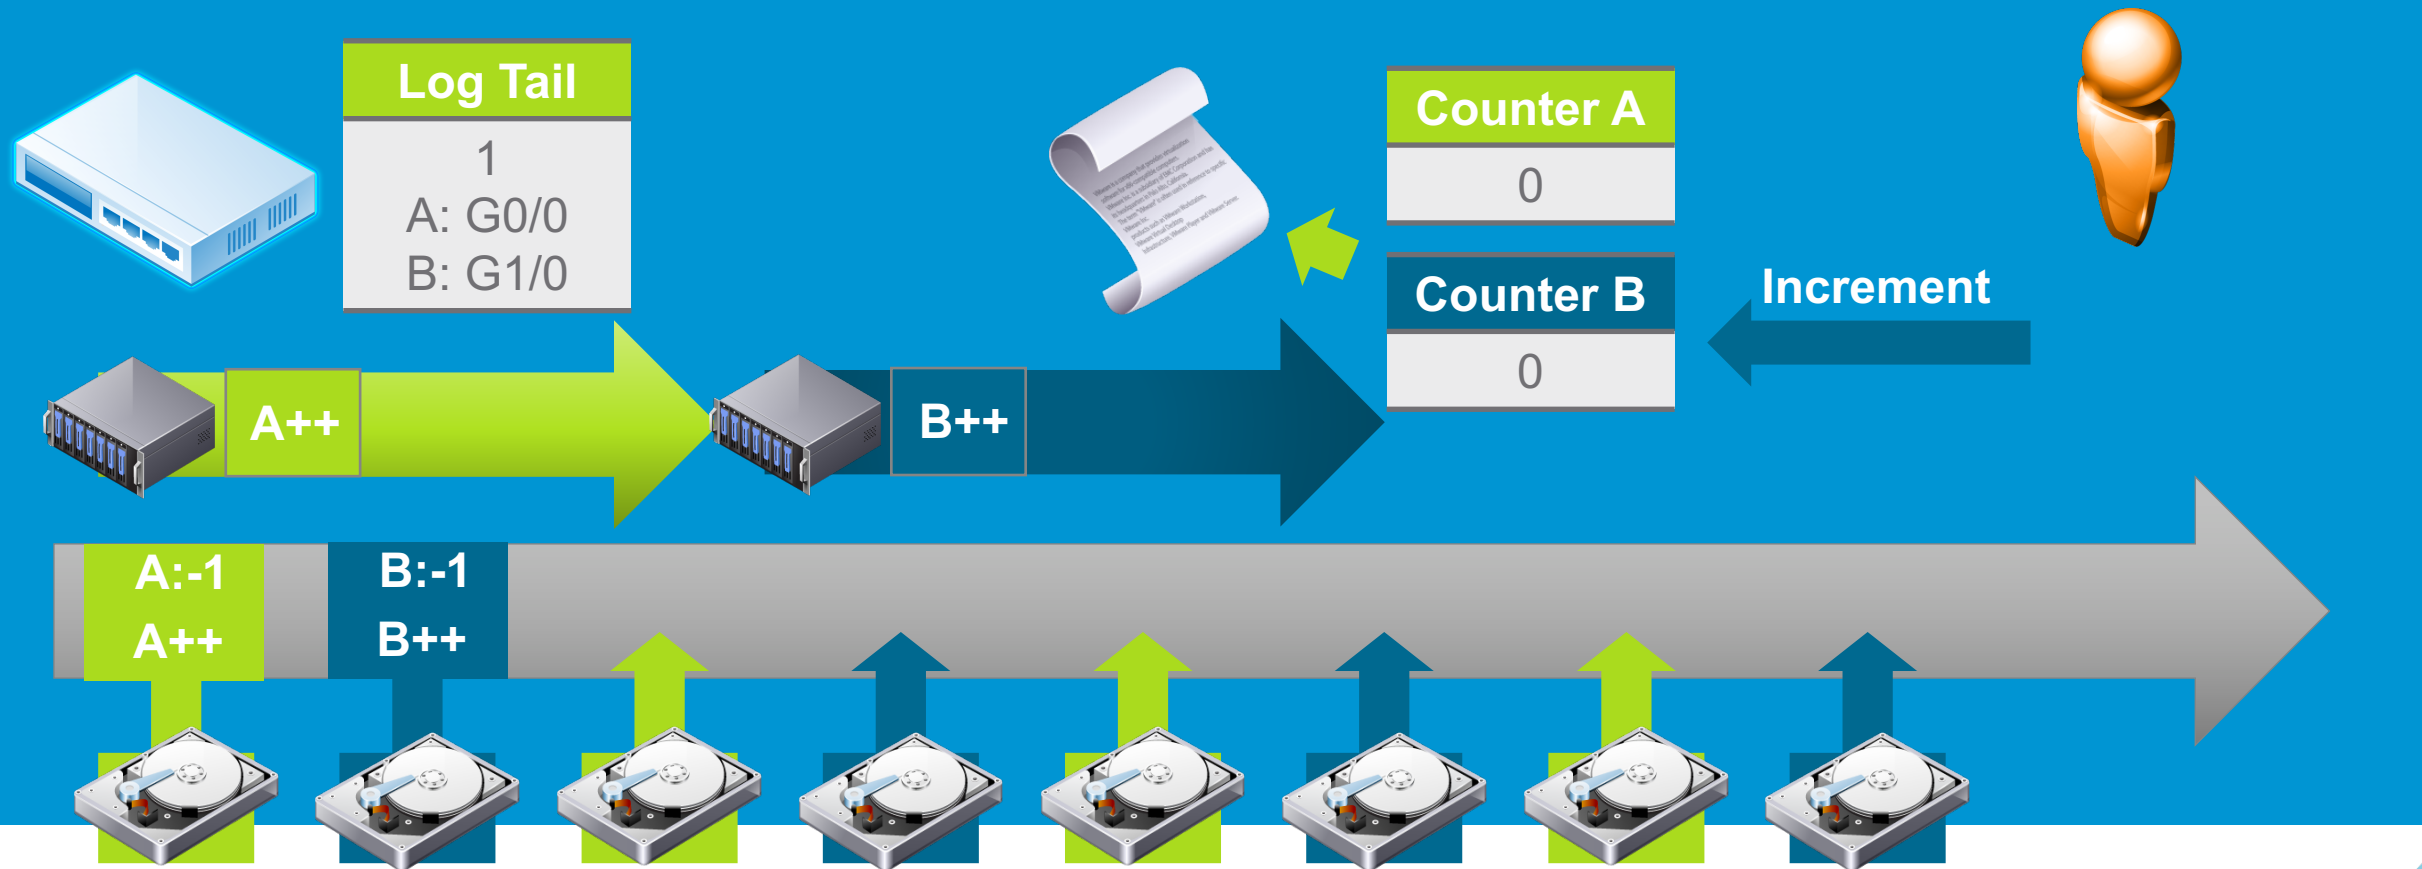 Log Tail
1
A: G0/0
B: G1/0
Counter A
0
Counter B
0
Increment
A++
B++
A:-1
A++
B:-1
B++